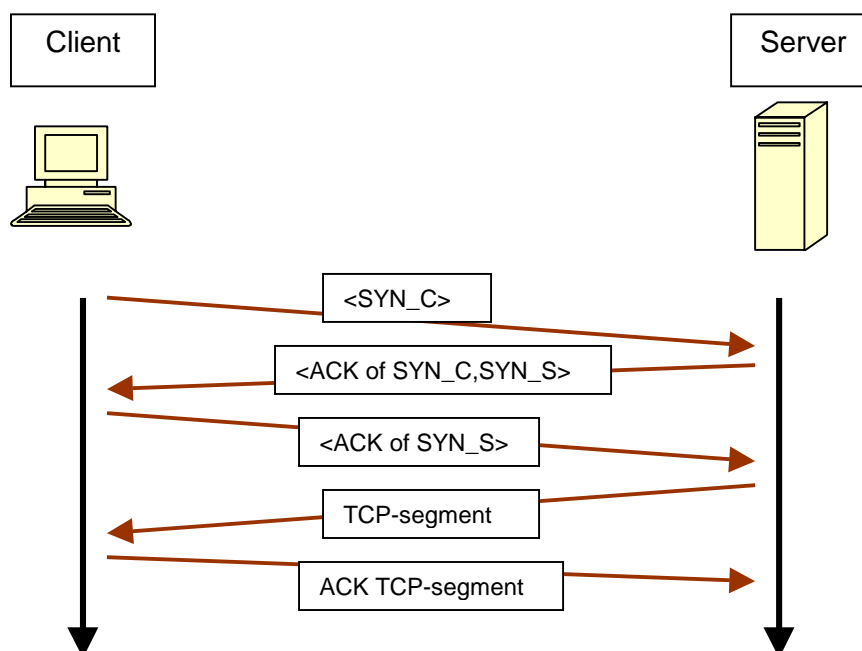 Client
Server
<SYN_C>
<ACK of SYN_C,SYN_S>
<ACK of SYN_S>
TCP-segment
ACK TCP-segment